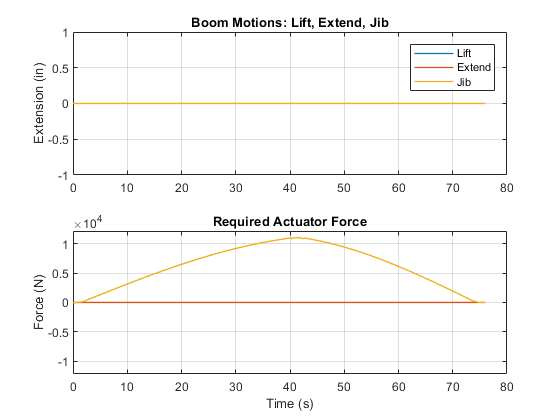 Boom Motions: Lift, Extend, Jib
1
0.5
0
-0.5
-1
Extension (in)
Lift
Extend
Jib
0 10 20 30 40 50 60 70 80
Required Actuator Force
×10^4
1
0.5
0
-0.5
-1
Force (N)
0 10 20 30 40 50 60 70 80
Time (s)